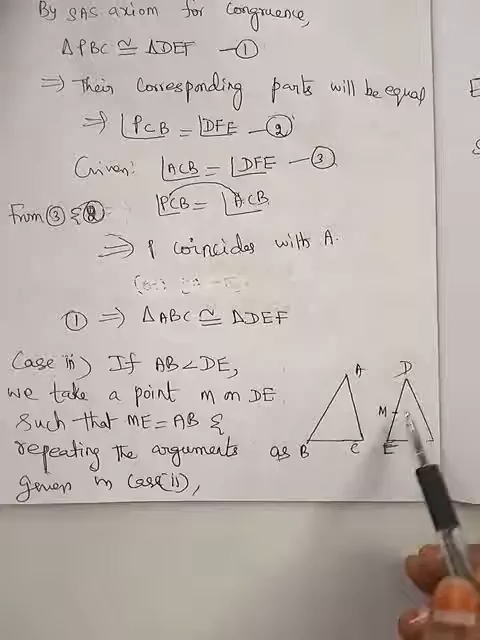 By SAS axiom for Congruence,
ΔPBC ≅ ΔDEF —①
⇒ Their Corresponding parts will be equal
⇒ ∠PCB = ∠DFE —②
Given: ∠ACB = ∠DFE —③
From ③ & ②
∠PCB = ∠ACB
⇒ P coincides with A.
① ⇒ ΔABC ≅ ΔDEF
Case ii) If AB < DE,
we take a point M on DE
Such that ME = AB &
repeating the arguments as
given in Case(ii),
A
B
C
D
M
E